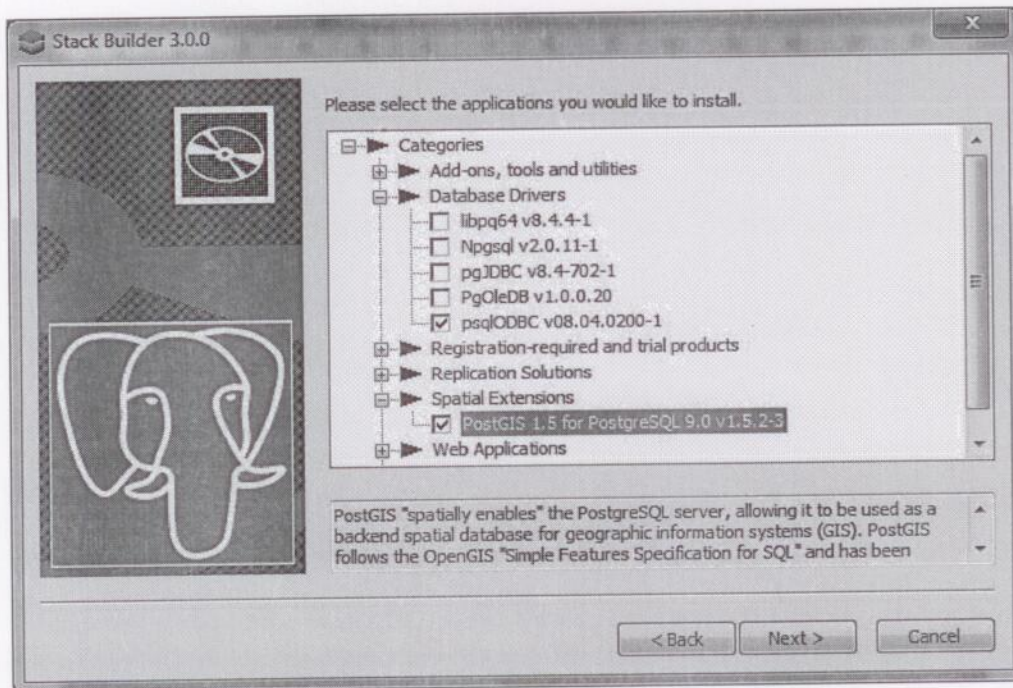 Stack Builder 3.0.0
Please select the applications you would like to install.
Categories
Add-ons, tools and utilities
Database Drivers
libpq64 v8.4.4-1
Npgsql v2.0.11-1
pgJDBC v8.4-702-1
PgOleDB v1.0.0.20
psqlODBC v08.04.0200-1
Registration-required and trial products
Replication Solutions
Spatial Extensions
PostGIS 1.5 for PostgreSQL 9.0 v1.5.2-3
Web Applications
PostGIS "spatially enables" the PostgreSQL server, allowing it to be used as a
backend spatial database for geographic information systems (GIS). PostGIS
follows the OpenGIS "Simple Features Specification for SQL" and has been
< Back
Next >
Cancel